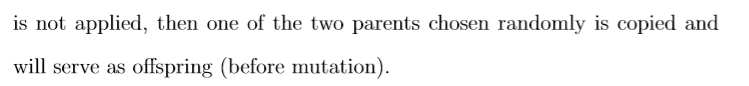 is not applied, then one of the two parents chosen randomly is copied and
will serve as offspring (before mutation).